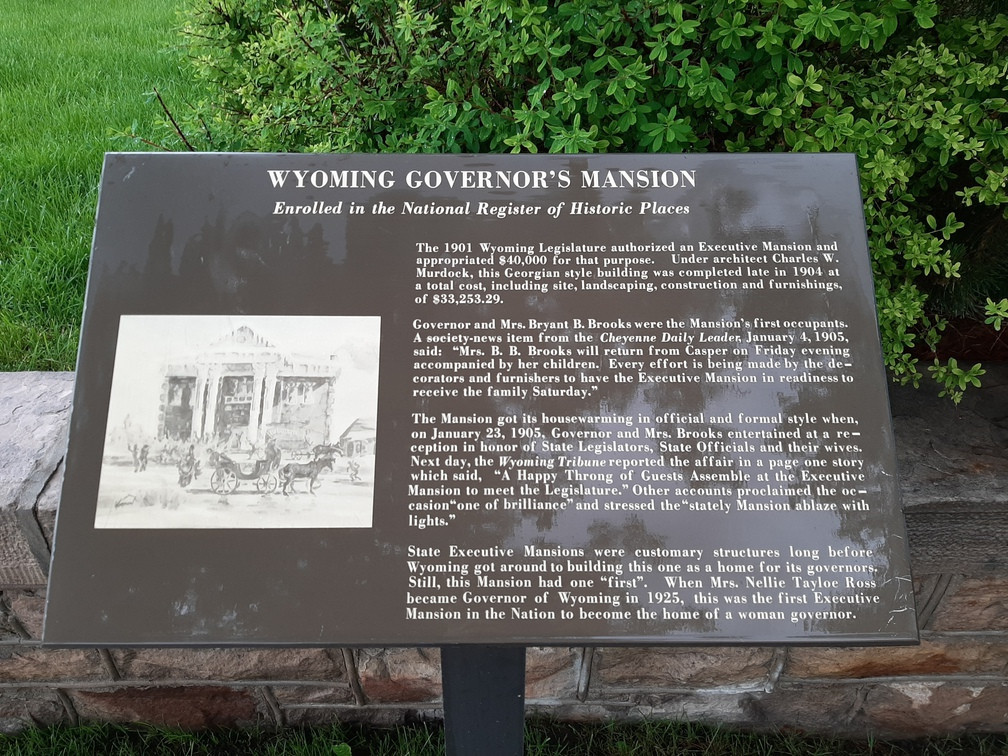 WYOMING GOVERNOR'S MANSION
Enrolled in the National Register of Historic Places
The 1901 Wyoming Legislature authorized an Executive Mansion and
appropriated $40,000 for that purpose. Under architect Charles W.
Murdock, this Georgian style building was completed late in 1904 at
a total cost, including site, landscaping, construction and furnishings,
of $33,253.29.
Governor and Mrs. Bryant B. Brooks were the Mansion's first occupants.
A society-news item from the Cheyenne Daily Leader, January 4, 1905,
said: "Mrs. B. B. Brooks will return from Casper on Friday evening
accompanied by her children. Every effort is being made by the de-
corators and furnishers to have the Executive Mansion in readiness to
receive the family Saturday."
The Mansion got its housewarming in official and formal style when,
on January 23, 1905, Governor and Mrs. Brooks entertained at a re-
ception in honor of State Legislators, State Officials and their wives.
Next day, the Wyoming Tribune reported the affair in a page one story
which said, "A Happy Throng of Guests Assemble at the Executive
Mansion to meet the Legislature." Other accounts proclaimed the oc-
casion "one of brilliance" and stressed the "stately Mansion ablaze with
lights."
State Executive Mansions were customary structures long before
Wyoming got around to building this one as a home for its governors.
Still, this Mansion had one "first". When Mrs. Nellie Tayloe Ross
became Governor of Wyoming in 1925, this was the first Executive
Mansion in the Nation to become the home of a woman governor.